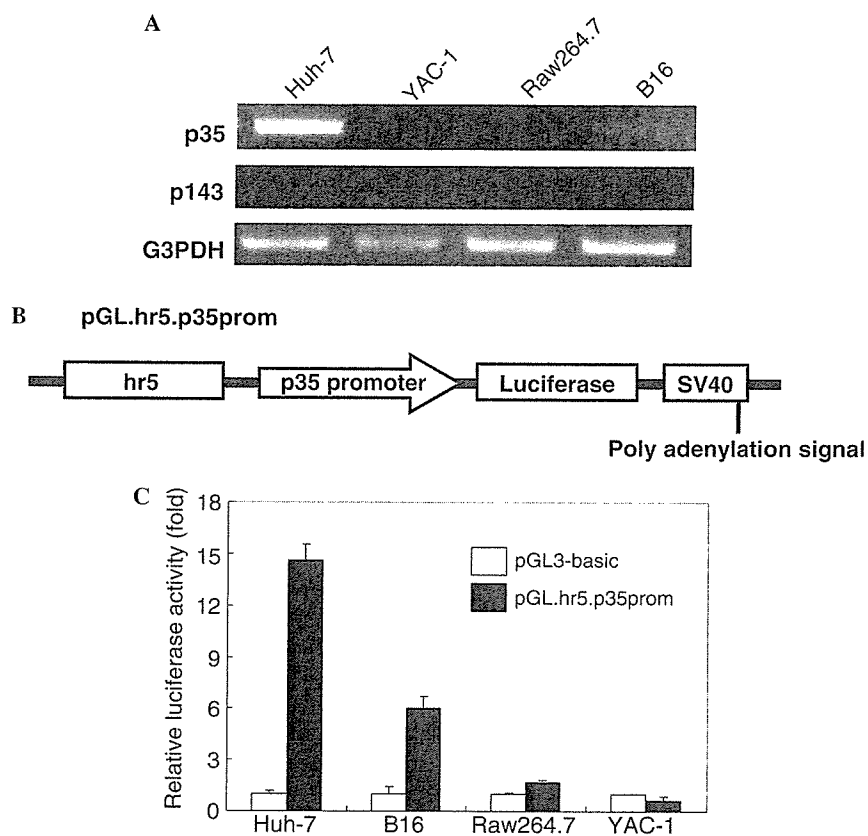 A
Huh-7 YAC-1 Raw264.7 B16
p35
p143
G3PDH
B pGL.hr5.p35prom
hr5 p35 promoter Luciferase SV40
Poly adenylation signal
C
Relative luciferase activity (fold)
18
15
12
9
6
3
0
pGL3-basic
pGL.hr5.p35prom
Huh-7 B16 Raw264.7 YAC-1